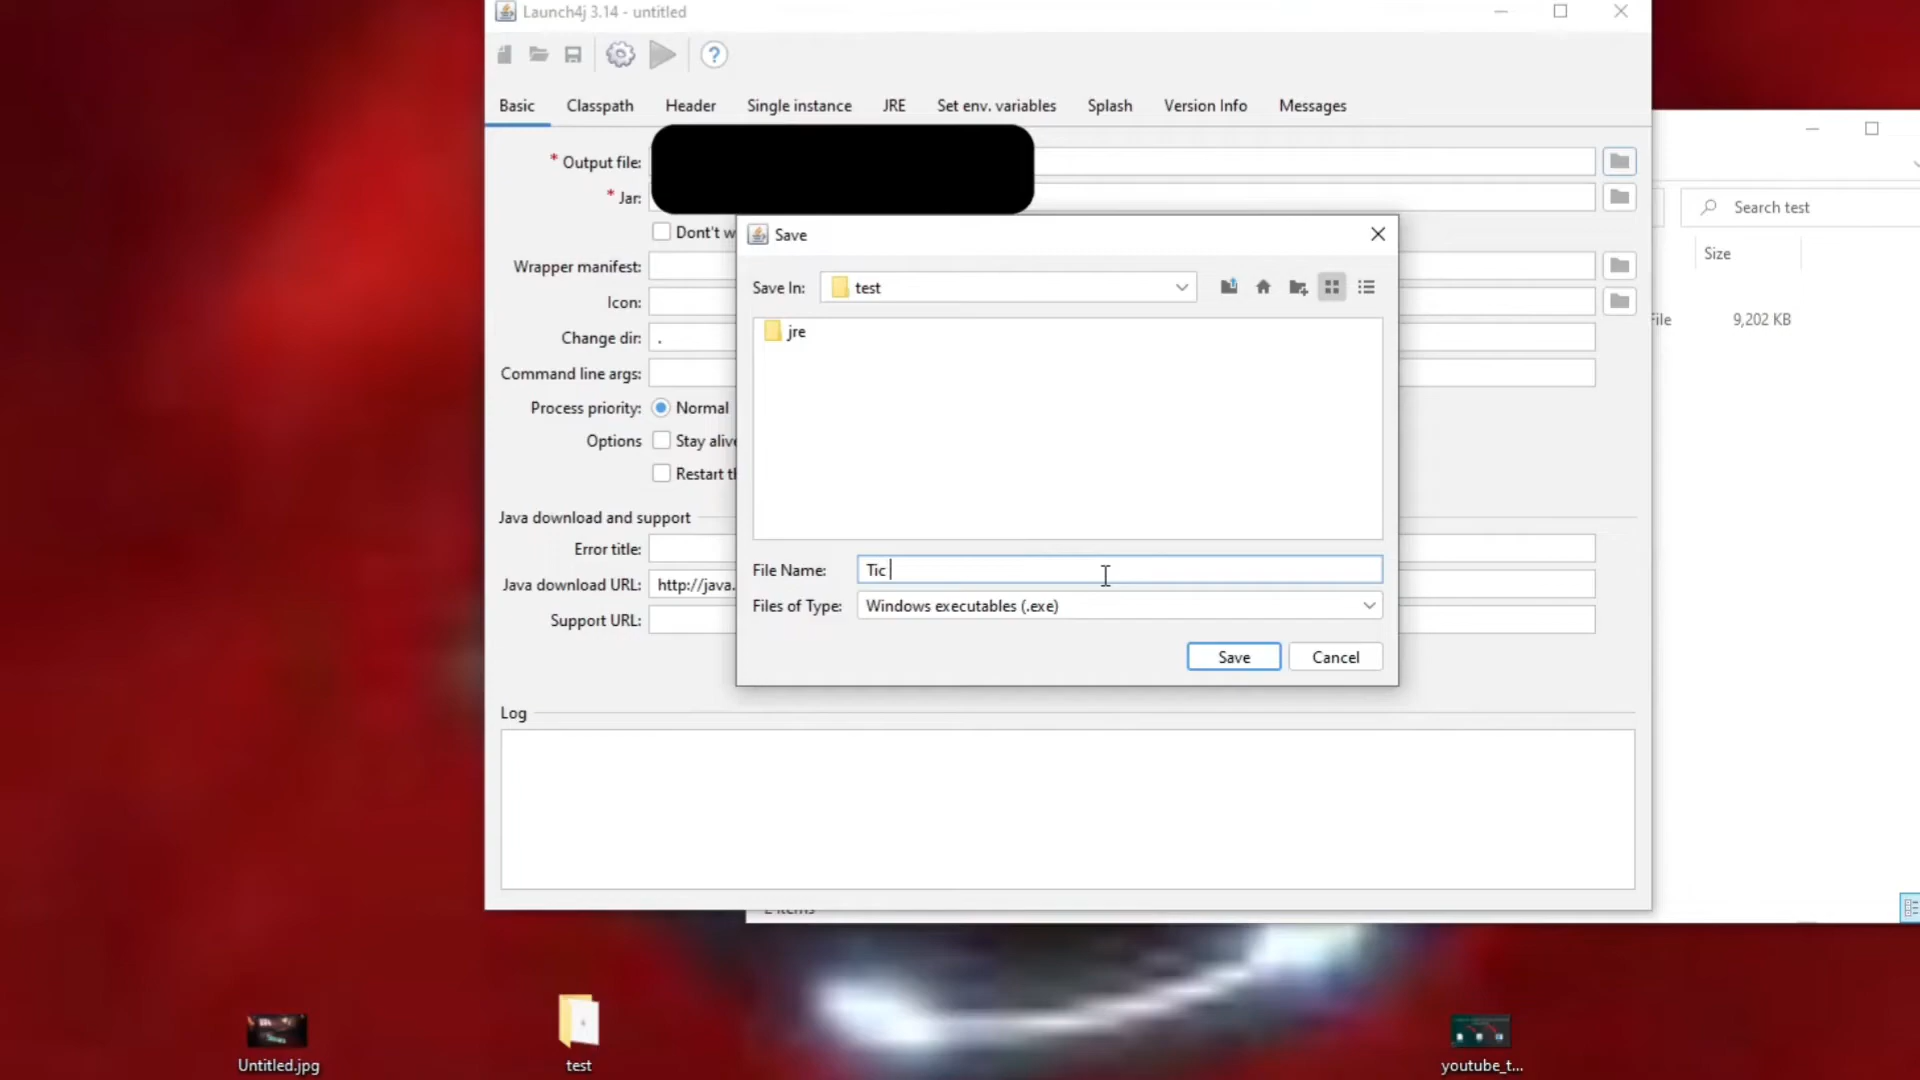 Launch4j 3.14 - untitled
?
Basic Classpath Header Single instance JRE Set env. variables Splash Version Info Messages
* Output file:
* Jar:
Don't
Wrapper manifest:
Icon:
Change dir: .
Command line args:
Process priority: Normal
Options Stay
Restart
Java download and support
Error title:
Java download URL: http://java.
Support URL:
Log
Save
Save In: test
jre
File Name: Tic
Files of Type: Windows executables (.exe)
Save Cancel
Search test
Size
File 9,202 KB
Untitled.jpg
test
youtube_t...